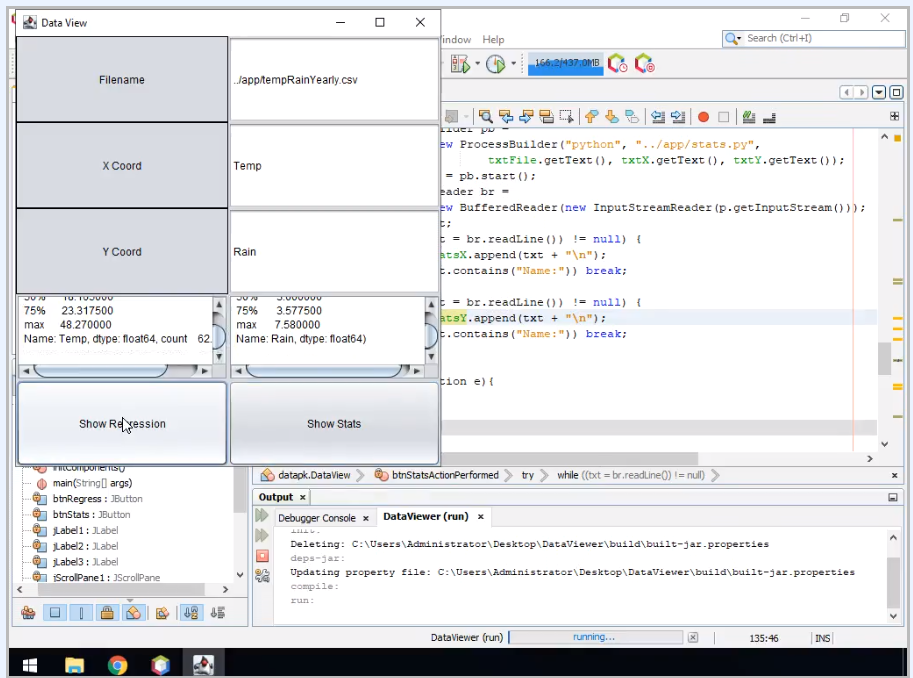 Data View
Filename
../app/tempRainYearly.csv
X Coord
Temp
Y Coord
Rain
75% 23.317500
max 48.270000
Name: Temp, dtype: float64, count 62.
75% 3.577500
max 7.580000
Name: Rain, dtype: float64)
Show Regression
Show Stats
Window Help
Search (Ctrl+I)
166.2/437.0MB
pb =
ew ProcessBuilder("python", "../app/stats.py",
txtFile.getText(), txtX.getText(), txtY.getText());
= pb.start();
eader br =
ew BufferedReader(new InputStreamReader(p.getInputStream()));
t;
t = br.readLine()) != null) {
atsX.append(txt + "\n");
t.contains("Name:")) break;
t = br.readLine()) != null) {
atsY.append(txt + "\n");
t.contains("Name:")) break;
tion e){
initComponents()
main(String[] args)
btnRegress : JButton
btnStats : JButton
jLabel1 : JLabel
jLabel2 : JLabel
jLabel3 : JLabel
jScrollPane1 : JScrollPane
datapk.DataView btnStatsActionPerformed try while ((txt = br.readLine()) != null)
Output
Debugger Console DataViewer (run)
init:
Deleting: C:\Users\Administrator\Desktop\DataViewer\build\built-jar.properties
deps-jar:
Updating property file: C:\Users\Administrator\Desktop\DataViewer\build\built-jar.properties
compile:
run:
DataViewer (run) running... 135:46 INS